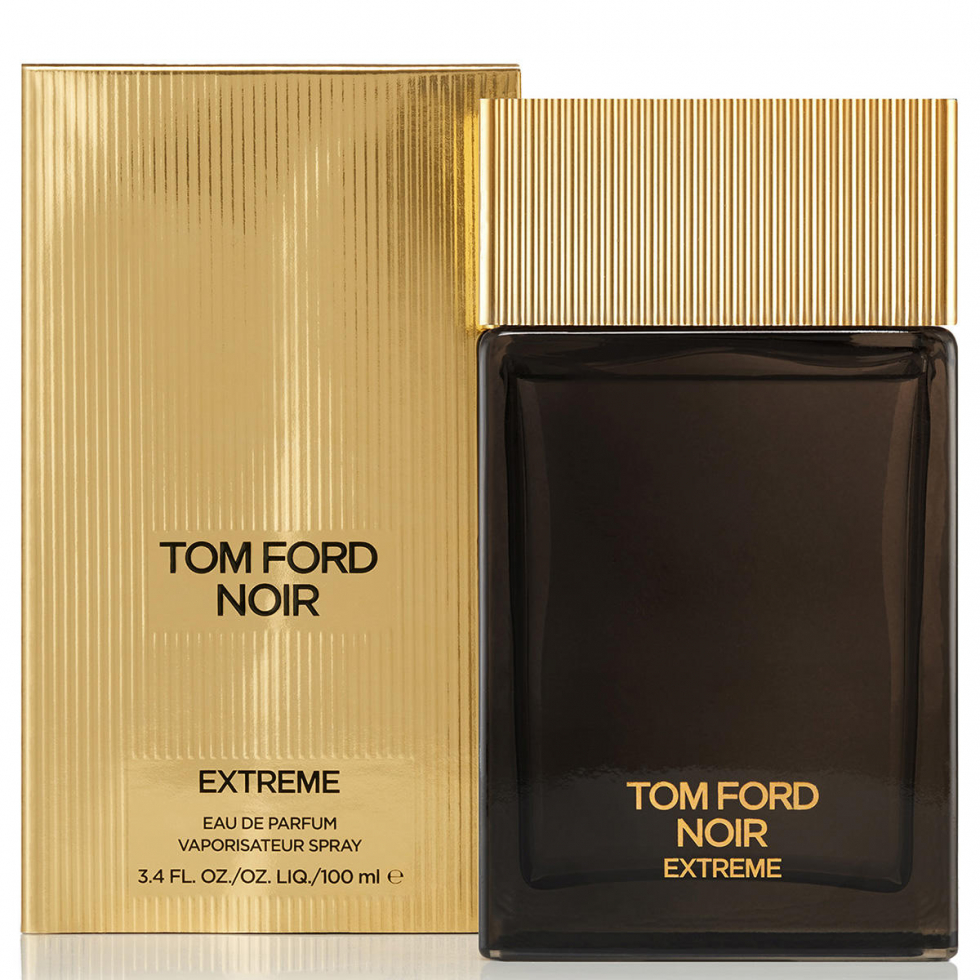 TOM FORD
NOIR
EXTREME
EAU DE PARFUM
VAPORISATEUR SPRAY
3.4 FL. OZ./OZ. LIQ./100 ml ℮
TOM FORD
NOIR
EXTREME